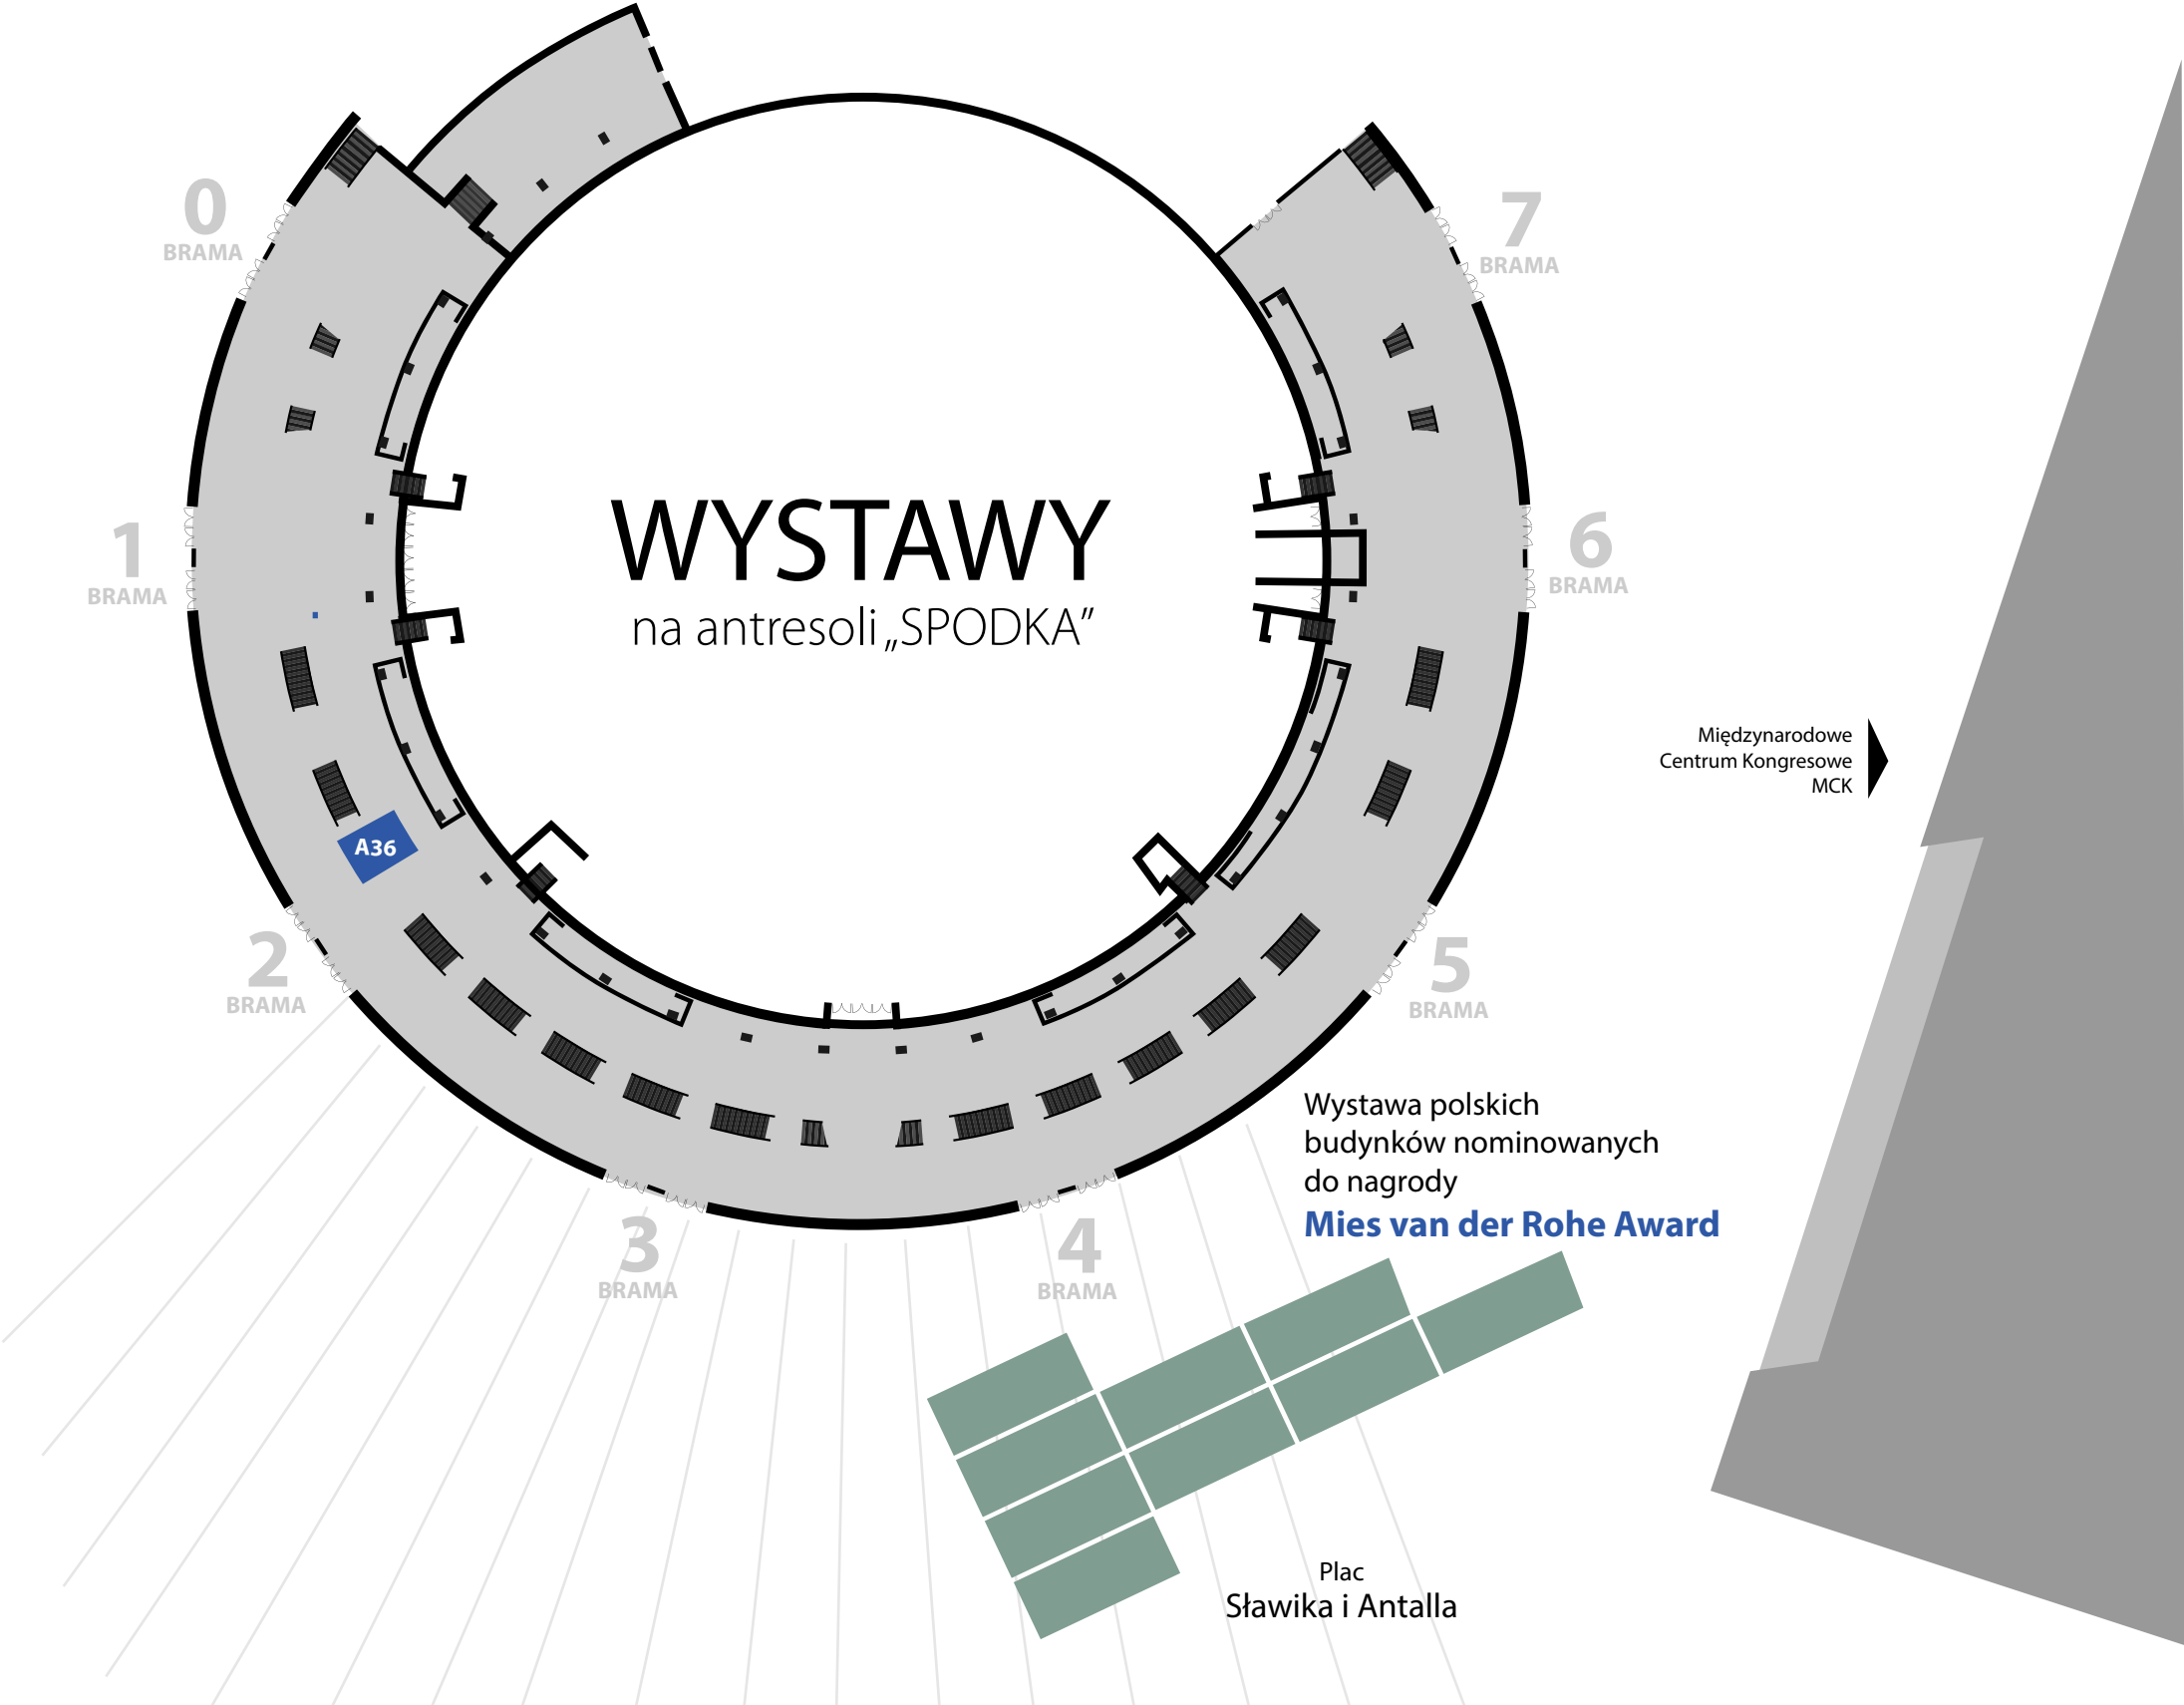 0
BRAMA
7
BRAMA
1
BRAMA
WYSTAWY
na antresoli „SPODKA”
6
BRAMA
Międzynarodowe
Centrum Kongresowe
MCK
A36
2
BRAMA
5
BRAMA
Wystawa polskich
budynków nominowanych
do nagrody
Mies van der Rohe Award
3
BRAMA
4
BRAMA
Plac
Sławika i Antalla